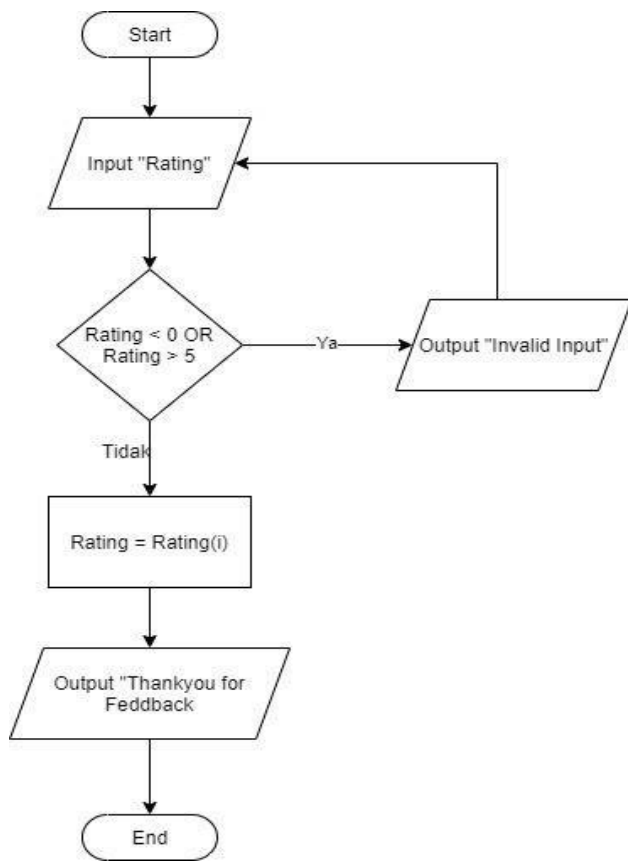 Start
Input "Rating"
Rating < 0 OR
Rating > 5
Ya
Output "Invalid Input"
Tidak
Rating = Rating(i)
Output "Thankyou for
Feddback
End